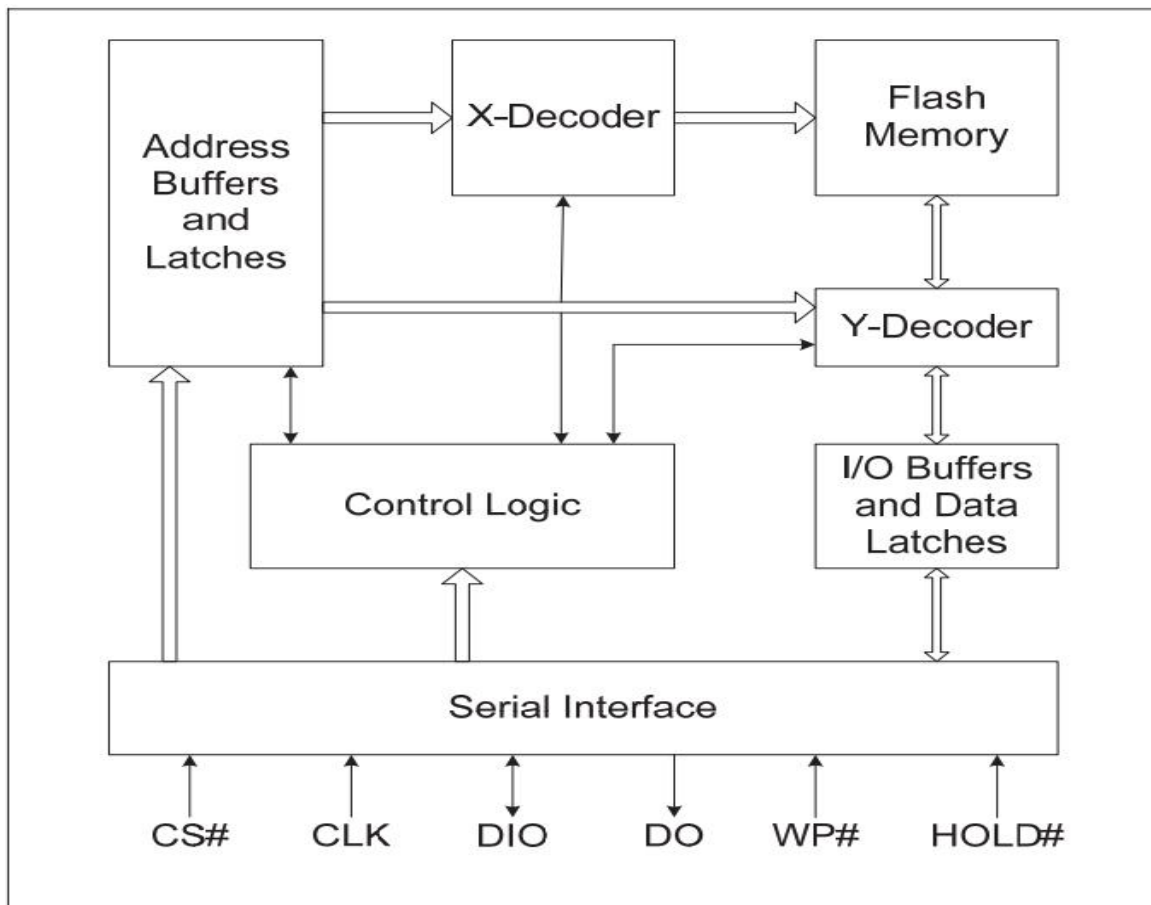 Address
Buffers
and
Latches
X-Decoder
Flash
Memory
Y-Decoder
Control Logic
I/O Buffers
and Data
Latches
Serial Interface
CS# CLK DIO DO WP# HOLD#